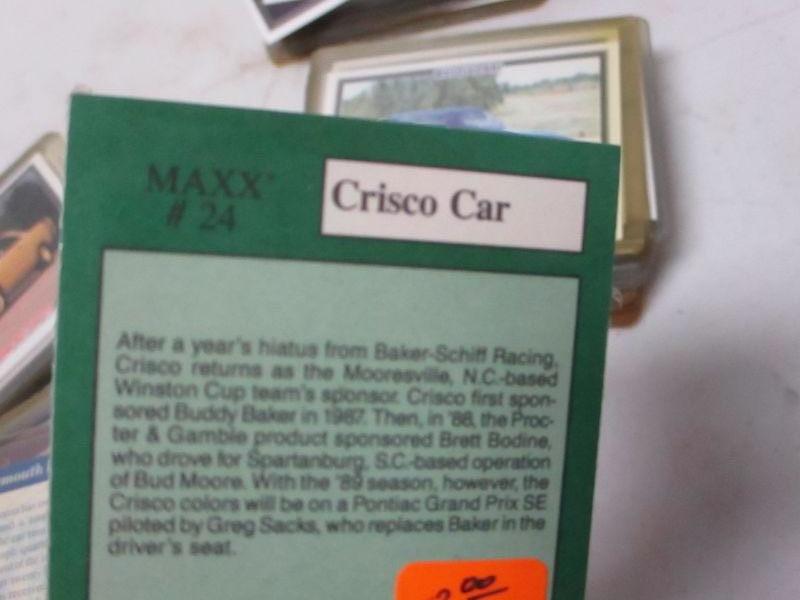 MAXX®
# 24
Crisco Car
After a year's hiatus from Baker-Schiff Racing,
Crisco returns as the Mooresville, N.C.-based
Winston Cup team's sponsor. Crisco first spon-
sored Buddy Baker in 1987. Then, in '88, the Proc-
ter & Gamble product sponsored Brett Bodine,
who drove for Spartanburg, S.C.-based operation
of Bud Moore. With the '89 season, however, the
Crisco colors will be on a Pontiac Grand Prix SE
piloted by Greg Sacks, who replaces Baker in the
driver's seat.